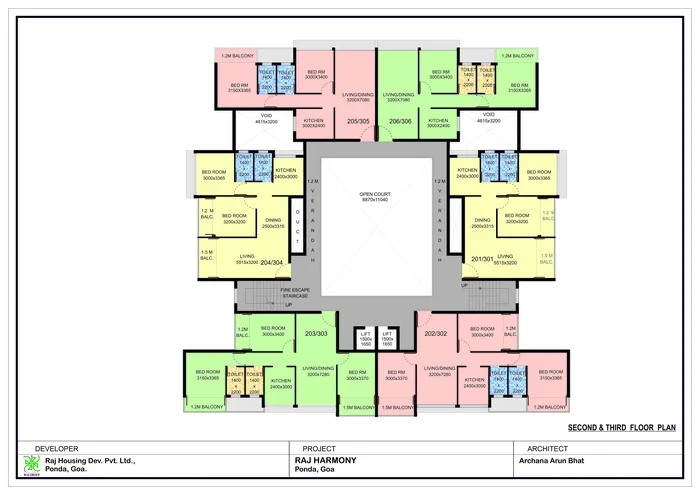 1.2M BALCONY
TOILET 1400 x 2200
TOILET 1400 x 2200
BED RM 3000X3400
BED RM 3150X3365
LIVING/DINING 3200X7080
205/305
KITCHEN 3000X2400
LIVING/DINING 3200X7080
206/306
BED RM 3000X3400
TOILET 1400 x 2200
TOILET 1400 x 2200
1.2M BALCONY
BED RM 3150X3365
KITCHEN 3000X2400
VOID 4615x3200
VOID 4615x3200
BED ROOM 3000x3365
TOILET 1400 x 2200
TOILET 1400 x 2200
KITCHEN 2400x3000
1.2 M BALC.
BED ROOM 3200x3200
DINING 2500x3315
DUCT
1.5 M BALC.
LIVING 5515x3200
204/304
1.2 M VERANDAH
OPEN COURT
8870x11040
1.2 M VERANDAH
KITCHEN 2400x3000
TOILET 1400 x 2200
TOILET 1400 x 2200
BED ROOM 3000x3365
DINING 2500x3315
BED ROOM 3200x3200
1.2 M BALC.
LIVING 5515x3200
201/301
1.5 M BALC.
FIRE ESCAPE
STAIRCASE
UP
UP
1.2M BALC.
BED ROOM 3000x3400
203/303
LIFT 1500x 1650
LIFT 1500x 1650
202/302
BED ROOM 3000x3400
1.2M BALC.
BED ROOM 3150x3365
TOILET 1400 x 2200
TOILET 1400 x 2200
KITCHEN 2400x3000
LIVING/DINING 3200x7280
BED RM 3000x3370
BED RM 3000x3370
LIVING/DINING 3200x7280
KITCHEN 2400x3000
TOILET 1400 x 2200
TOILET 1400 x 2200
BED ROOM 3150x3365
1.2M BALCONY
1.5M BALCONY
1.5M BALCONY
1.2M BALCONY
SECOND & THIRD FLOOR PLAN
DEVELOPER
Raj Housing Dev. Pvt. Ltd.,
Ponda, Goa.
PROJECT
RAJ HARMONY
Ponda, Goa
ARCHITECT
Archana Arun Bhat